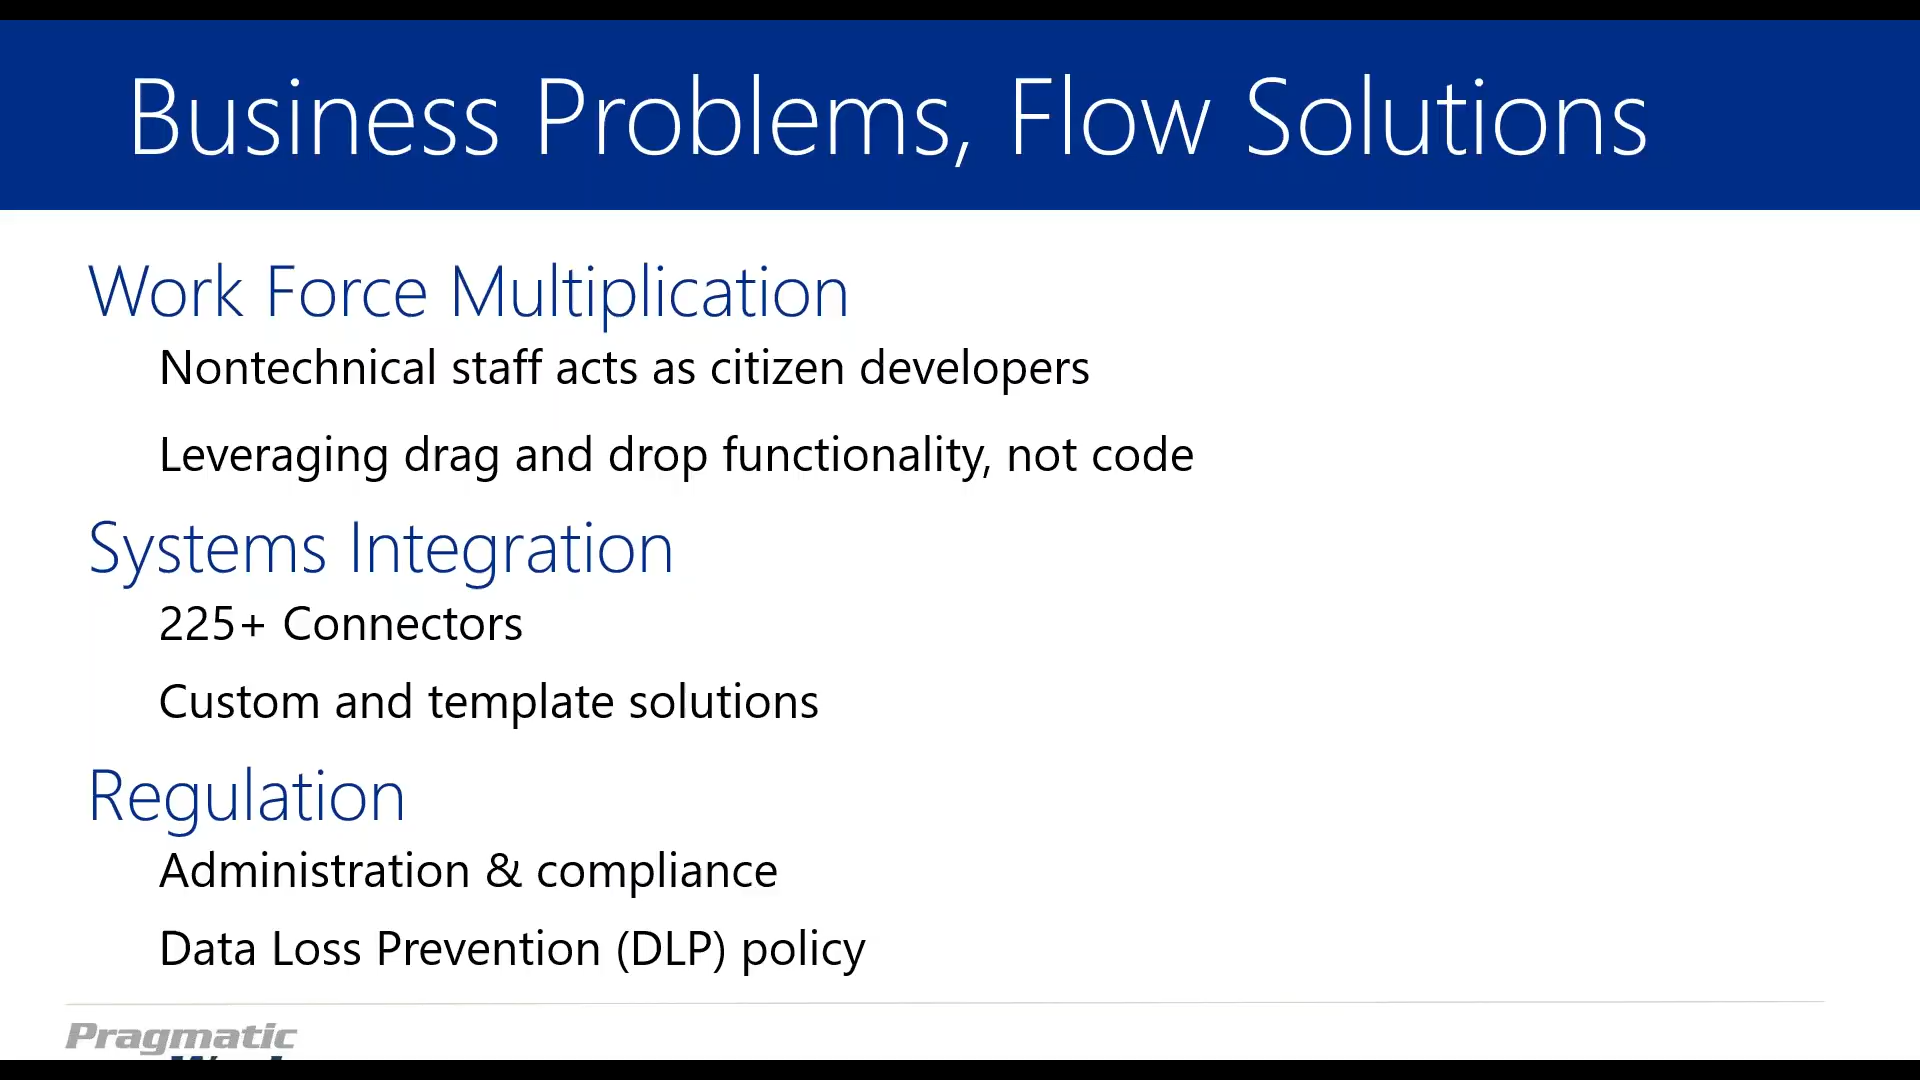 Business Problems, Flow Solutions
Work Force Multiplication
Nontechnical staff acts as citizen developers
Leveraging drag and drop functionality, not code
Systems Integration
225+ Connectors
Custom and template solutions
Regulation
Administration & compliance
Data Loss Prevention (DLP) policy
Pragmatic